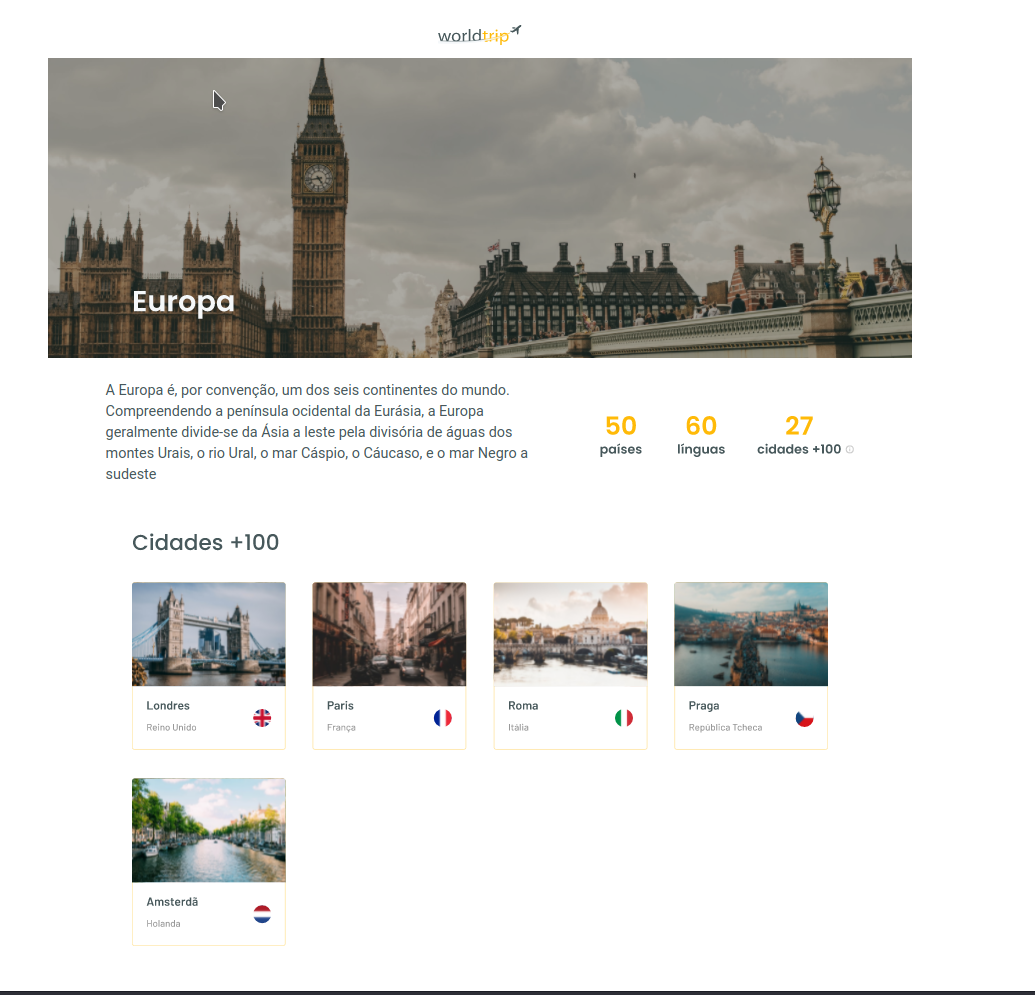 worldtrip
Europa
A Europa é, por convenção, um dos seis continentes do mundo.
Compreendendo a península ocidental da Eurásia, a Europa
geralmente divide-se da Ásia a leste pela divisória de águas dos
montes Urais, o rio Ural, o mar Cáspio, o Cáucaso, e o mar Negro a
sudeste
50
países
60
línguas
27
cidades +100
Cidades +100
Londres
Reino Unido
Paris
França
Roma
Itália
Praga
República Tcheca
Amsterdã
Holanda